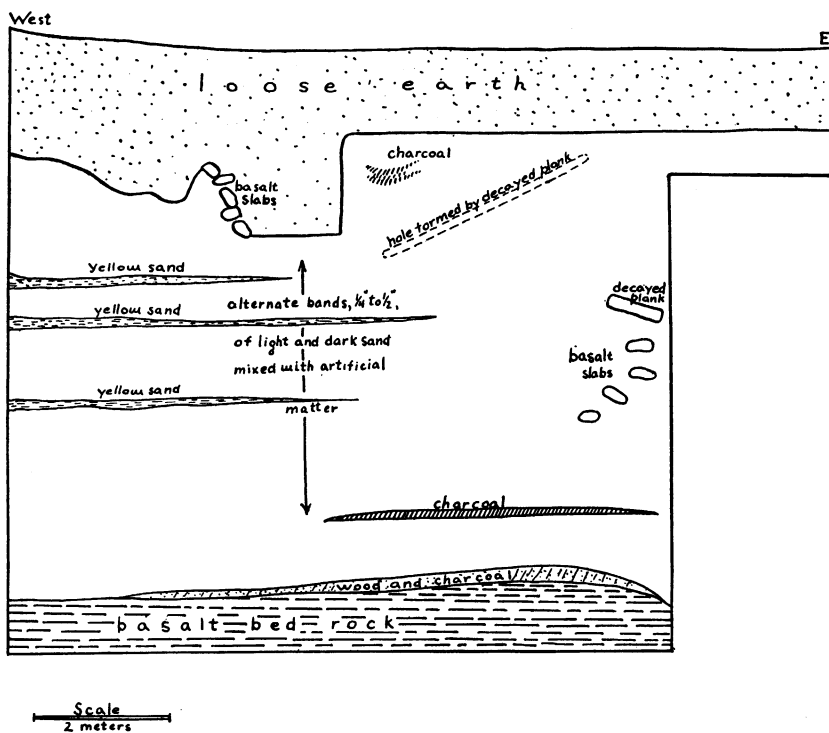 West
E
loose earth
charcoal
basalt
slabs
hole formed by decayed plank
Yellow sand
decayed
plank
yellow sand
alternate bands, ¼" to ½",
of light and dark sand
mixed with artificial
basalt
slabs
yellow sand
matter
charcoal
wood and charcoal
basalt bed rock
Scale
2 meters